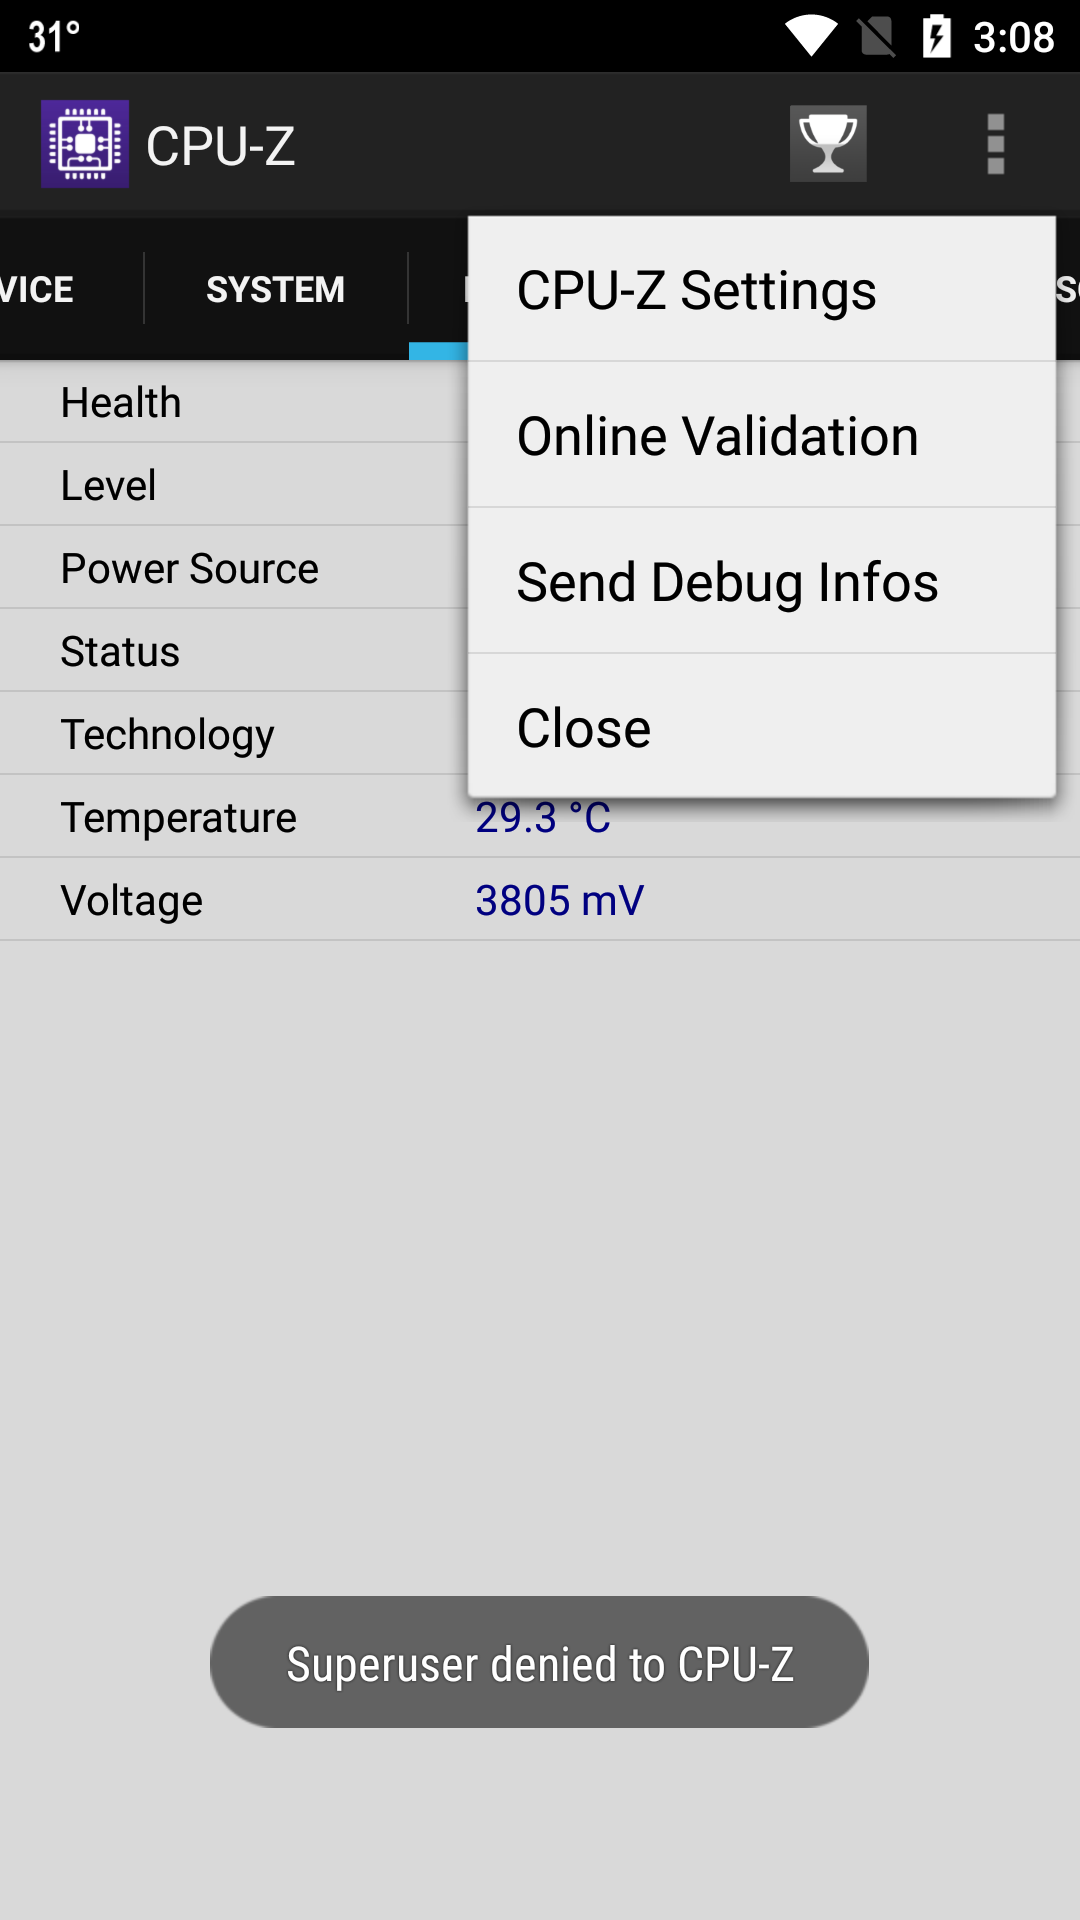 31°
3:08
CPU-Z
VICE
SYSTEM
CPU-Z Settings
Online Validation
Send Debug Infos
Close
Health
Level
Power Source
Status
Technology
Temperature 29.3 °C
Voltage 3805 mV
Superuser denied to CPU-Z